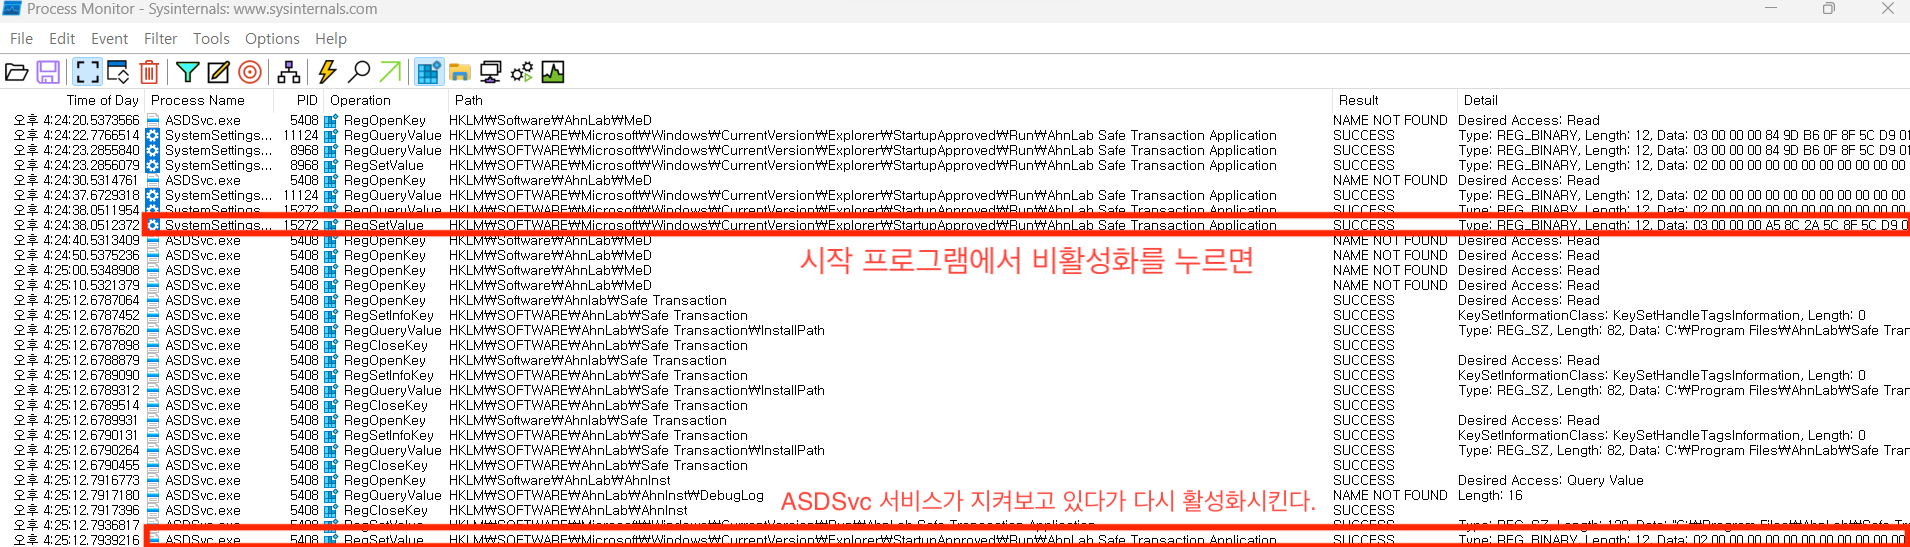 Process Monitor - Sysinternals: www.sysinternals.com
File Edit Event Filter Tools Options Help
Time of Day Process Name PID Operation Path Result Detail
오후 4:24:20.5373566 ASDSvc.exe 5408 RegOpenKey HKLM₩Software₩AhnLab₩MeD NAME NOT FOUND Desired Access: Read
오후 4:24:22.7766514 SystemSettings... 11124 RegQueryValue HKLM₩SOFTWARE₩Microsoft₩Windows₩CurrentVersion₩Explorer₩StartupApproved₩Run₩AhnLab Safe Transaction Application SUCCESS Type: REG_BINARY, Length: 12, Data: 03 00 00 00 84 9D B6 0F 8F 5C D9 01
오후 4:24:23.2855840 SystemSettings... 8968 RegQueryValue HKLM₩SOFTWARE₩Microsoft₩Windows₩CurrentVersion₩Explorer₩StartupApproved₩Run₩AhnLab Safe Transaction Application SUCCESS Type: REG_BINARY, Length: 12, Data: 03 00 00 00 84 9D B6 0F 8F 5C D9 01
오후 4:24:23.2856079 SystemSettings... 8968 RegSetValue HKLM₩SOFTWARE₩Microsoft₩Windows₩CurrentVersion₩Explorer₩StartupApproved₩Run₩AhnLab Safe Transaction Application SUCCESS Type: REG_BINARY, Length: 12, Data: 02 00 00 00 00 00 00 00 00 00 00 00
오후 4:24:30.5314761 ASDSvc.exe 5408 RegOpenKey HKLM₩Software₩AhnLab₩MeD NAME NOT FOUND Desired Access: Read
오후 4:24:37.6729318 SystemSettings... 11124 RegQueryValue HKLM₩SOFTWARE₩Microsoft₩Windows₩CurrentVersion₩Explorer₩StartupApproved₩Run₩AhnLab Safe Transaction Application SUCCESS Type: REG_BINARY, Length: 12, Data: 02 00 00 00 00 00 00 00 00 00 00 00
오후 4:24:38.0511954 SystemSettings... 15272 RegQueryValue HKLM₩SOFTWARE₩Microsoft₩Windows₩CurrentVersion₩Explorer₩StartupApproved₩Run₩AhnLab Safe Transaction Application SUCCESS Type: REG_BINARY, Length: 12, Data: 02 00 00 00 00 00 00 00 00 00 00 00
오후 4:24:38.0512372 SystemSettings... 15272 RegSetValue HKLM₩SOFTWARE₩Microsoft₩Windows₩CurrentVersion₩Explorer₩StartupApproved₩Run₩AhnLab Safe Transaction Application SUCCESS Type: REG_BINARY, Length: 12, Data: 03 00 00 00 A5 8C 2A 5C 8F 5C D9 0
오후 4:24:40.5313409 ASDSvc.exe 5408 RegOpenKey HKLM₩Software₩AhnLab₩MeD NAME NOT FOUND Desired Access: Read
오후 4:24:50.5375236 ASDSvc.exe 5408 RegOpenKey HKLM₩Software₩AhnLab₩MeD NAME NOT FOUND Desired Access: Read
시작 프로그램에서 비활성화를 누르면
오후 4:25:00.5348908 ASDSvc.exe 5408 RegOpenKey HKLM₩Software₩AhnLab₩MeD NAME NOT FOUND Desired Access: Read
오후 4:25:10.5321379 ASDSvc.exe 5408 RegOpenKey HKLM₩Software₩AhnLab₩MeD NAME NOT FOUND Desired Access: Read
오후 4:25:12.6787064 ASDSvc.exe 5408 RegOpenKey HKLM₩Software₩Ahnlab₩Safe Transaction SUCCESS Desired Access: Read
오후 4:25:12.6787452 ASDSvc.exe 5408 RegSetInfoKey HKLM₩SOFTWARE₩AhnLab₩Safe Transaction SUCCESS KeySetInformationClass: KeySetHandleTagsInformation, Length: 0
오후 4:25:12.6787620 ASDSvc.exe 5408 RegQueryValue HKLM₩SOFTWARE₩AhnLab₩Safe Transaction₩InstallPath SUCCESS Type: REG_SZ, Length: 82, Data: C:₩Program Files₩AhnLab₩Safe Tran
오후 4:25:12.6787898 ASDSvc.exe 5408 RegCloseKey HKLM₩SOFTWARE₩AhnLab₩Safe Transaction SUCCESS
오후 4:25:12.6788879 ASDSvc.exe 5408 RegOpenKey HKLM₩Software₩Ahnlab₩Safe Transaction SUCCESS Desired Access: Read
오후 4:25:12.6789090 ASDSvc.exe 5408 RegSetInfoKey HKLM₩SOFTWARE₩AhnLab₩Safe Transaction SUCCESS KeySetInformationClass: KeySetHandleTagsInformation, Length: 0
오후 4:25:12.6789312 ASDSvc.exe 5408 RegQueryValue HKLM₩SOFTWARE₩AhnLab₩Safe Transaction₩InstallPath SUCCESS Type: REG_SZ, Length: 82, Data: C:₩Program Files₩AhnLab₩Safe Tran
오후 4:25:12.6789514 ASDSvc.exe 5408 RegCloseKey HKLM₩SOFTWARE₩AhnLab₩Safe Transaction SUCCESS
오후 4:25:12.6789931 ASDSvc.exe 5408 RegOpenKey HKLM₩Software₩Ahnlab₩Safe Transaction SUCCESS Desired Access: Read
오후 4:25:12.6790131 ASDSvc.exe 5408 RegSetInfoKey HKLM₩SOFTWARE₩AhnLab₩Safe Transaction SUCCESS KeySetInformationClass: KeySetHandleTagsInformation, Length: 0
오후 4:25:12.6790264 ASDSvc.exe 5408 RegQueryValue HKLM₩SOFTWARE₩AhnLab₩Safe Transaction₩InstallPath SUCCESS Type: REG_SZ, Length: 82, Data: C:₩Program Files₩AhnLab₩Safe Tran
오후 4:25:12.6790455 ASDSvc.exe 5408 RegCloseKey HKLM₩SOFTWARE₩AhnLab₩Safe Transaction SUCCESS
오후 4:25:12.7916773 ASDSvc.exe 5408 RegOpenKey HKLM₩Software₩AhnLab₩AhnInst SUCCESS Desired Access: Query Value
오후 4:25:12.7917180 ASDSvc.exe 5408 RegQueryValue HKLM₩SOFTWARE₩AhnLab₩AhnInst₩DebugLog NAME NOT FOUND Length: 16
ASDSvc 서비스가 지켜보고 있다가 다시 활성화시킨다.
오후 4:25:12.7917396 ASDSvc.exe 5408 RegCloseKey HKLM₩SOFTWARE₩AhnLab₩AhnInst SUCCESS
오후 4:25:12.7936817 ASDSvc.exe 5408 RegSetValue HKLM₩SOFTWARE₩Microsoft₩Windows₩CurrentVersion₩Run₩AhnLab Safe Transaction Application SUCCESS Type: REG_SZ, Length: 120, Data: "C:₩Program Files₩AhnLab₩Safe Tr
오후 4:25:12.7939216 ASDSvc.exe 5408 RegSetValue HKLM₩SOFTWARE₩Microsoft₩Windows₩CurrentVersion₩Explorer₩StartupApproved₩Run₩AhnLab Safe Transaction Application SUCCESS Type: REG_BINARY, Length: 12, Data: 02 00 00 00 00 00 00 00 00 00 00 00